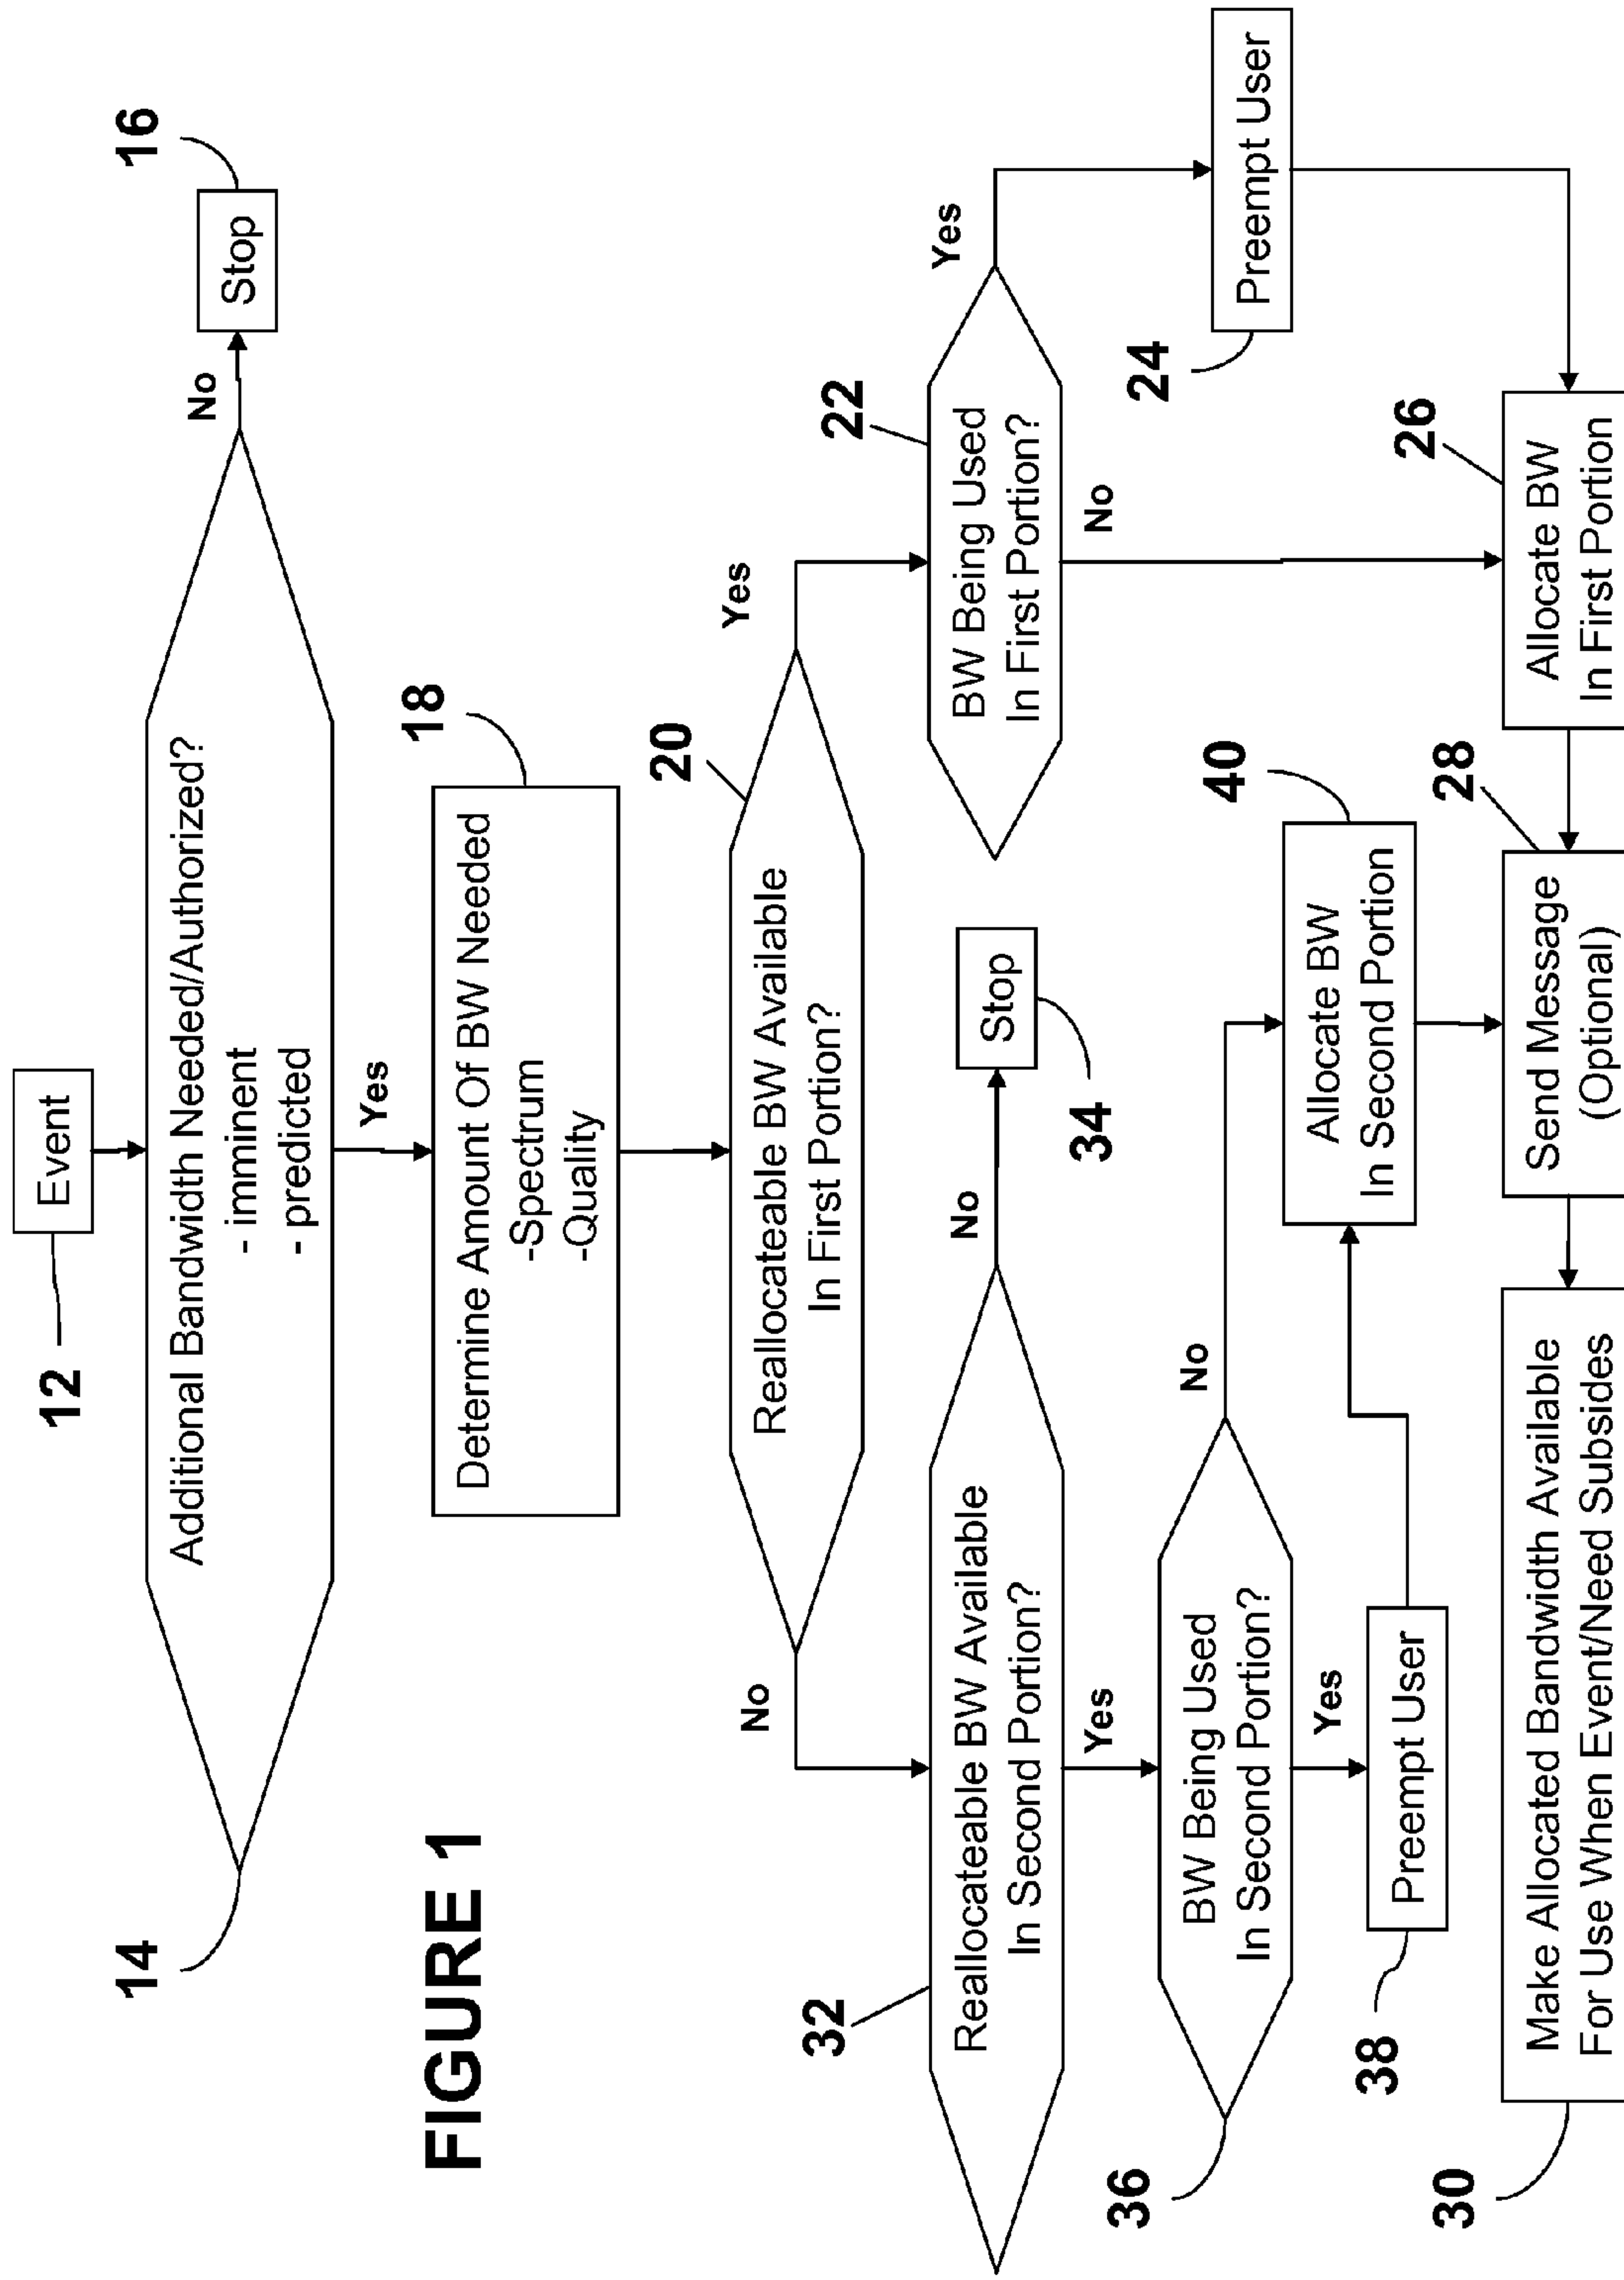 12
Event
14
Additional Bandwidth Needed/Authorized?
- imminent
- predicted
No
Stop
16
Yes
FIGURE 1
Determine Amount Of BW Needed
-Spectrum
-Quality
18
20
Reallocateable BW Available
In First Portion?
No
Yes
32
Reallocateable BW Available
In Second Portion?
No
Stop
34
22
BW Being Used
In First Portion?
Yes
No
Yes
36
BW Being Used
In Second Portion?
No
Yes
24
Preempt User
38
Preempt User
40
Allocate BW
In Second Portion
26
Allocate BW
In First Portion
28
Send Message
(Optional)
30
Make Allocated Bandwidth Available
For Use When Event/Need Subsides